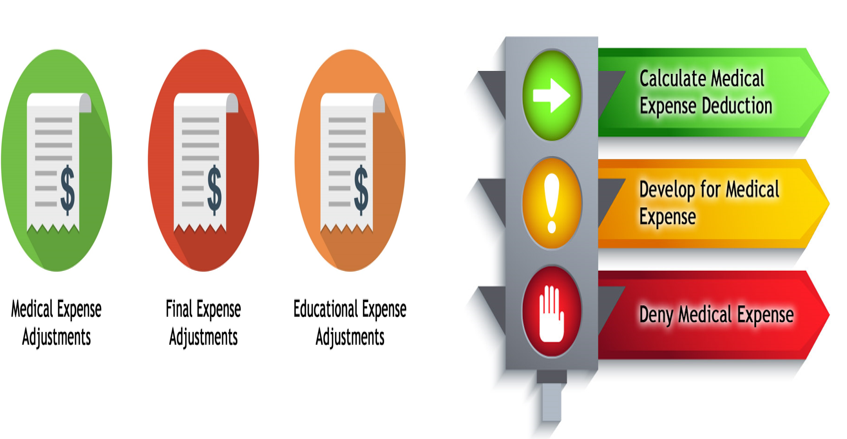 Medical Expense
Adjustments
Final Expense
Adjustments
Educational Expense
Adjustments
Calculate Medical
Expense Deduction
Develop for Medical
Expense
Deny Medical Expense
$
$
$
!